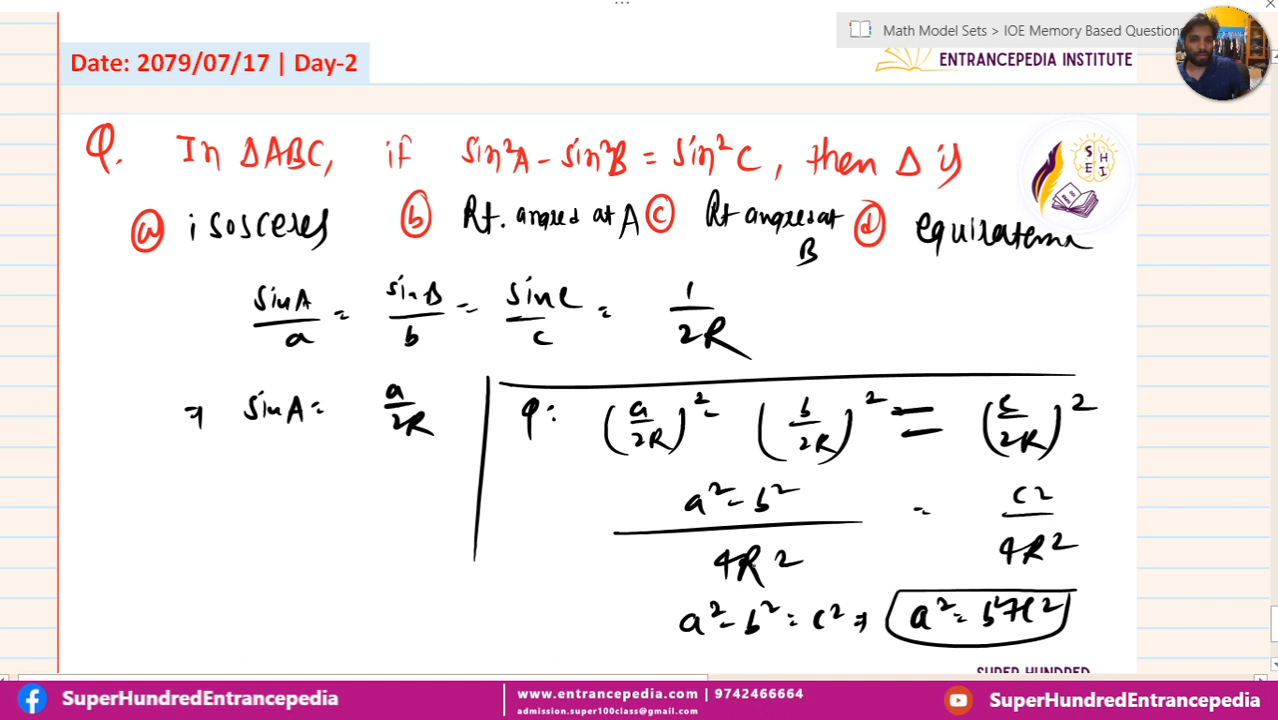 Math Model Sets > IOE Memory Based Question
Date: 2079/07/17 | Day-2
ENTRANCEPEDIA INSTITUTE
Q. In ΔABC, if sin²A - sin²B = sin²C, then Δ is
SEHI
(a) isosceles (b) Rt. angled at A (c) Rt angled at B (d) equilateral
sinA/a = sinB/b = sinC/c = 1/2R
⇒ sinA = a/2R
Q: (a/2R)² - (b/2R)² = (c/2R)²
a² - b² / 4R² = c² / 4R²
a² - b² = c² ⇒ a² = b² + c²
SUPER HUNDRED
SuperHundredEntrancepedia
www.entrancepedia.com | 9742466664
admission.super100class@gmail.com
SuperHundredEntrancepedia